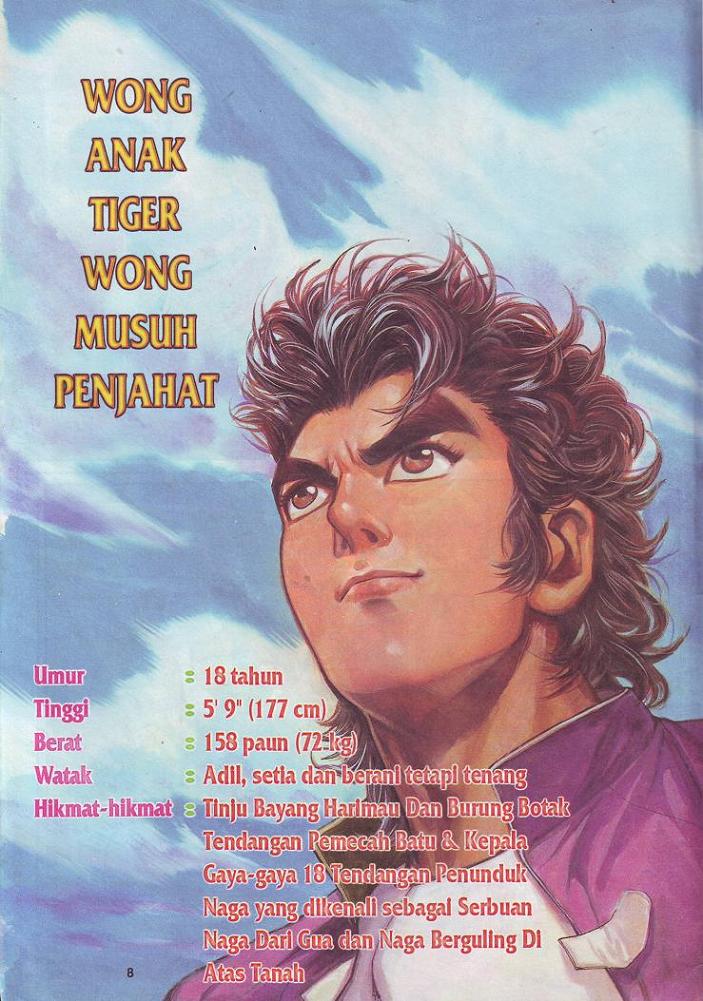 WONG
ANAK
TIGER
WONG
MUSUH
PENJAHAT
Umur : 18 tahun
Tinggi : 5' 9" (177 cm)
Berat : 158 paun (72 kg)
Watak : Adil, setia dan berani tetapi tenang
Hikmat-hikmat : Tinju Bayang Harimau Dan Burung Botak
Tendangan Pemecah Batu & Kepala
Gaya-gaya 18 Tendangan Penunduk
Naga yang dikenali sebagai Serbuan
Naga Dari Gua dan Naga Berguling Di
Atas Tanah
8